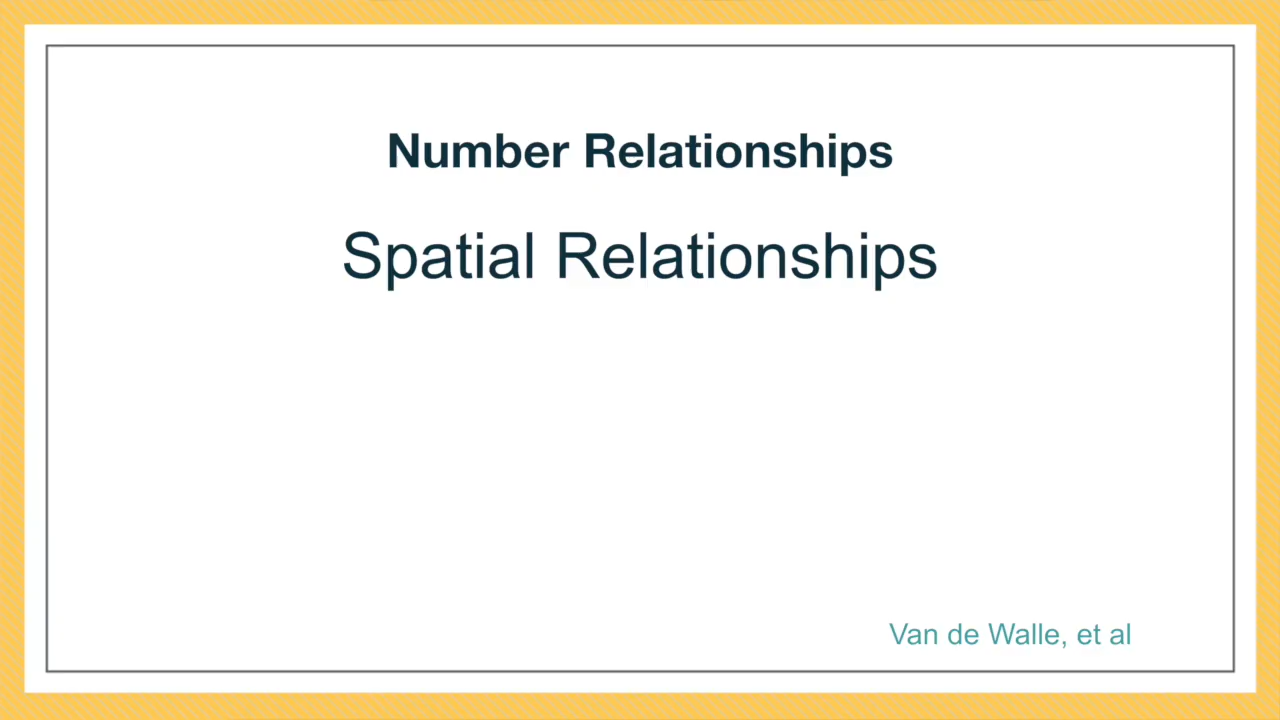 Number Relationships
Spatial Relationships
Van de Walle, et al